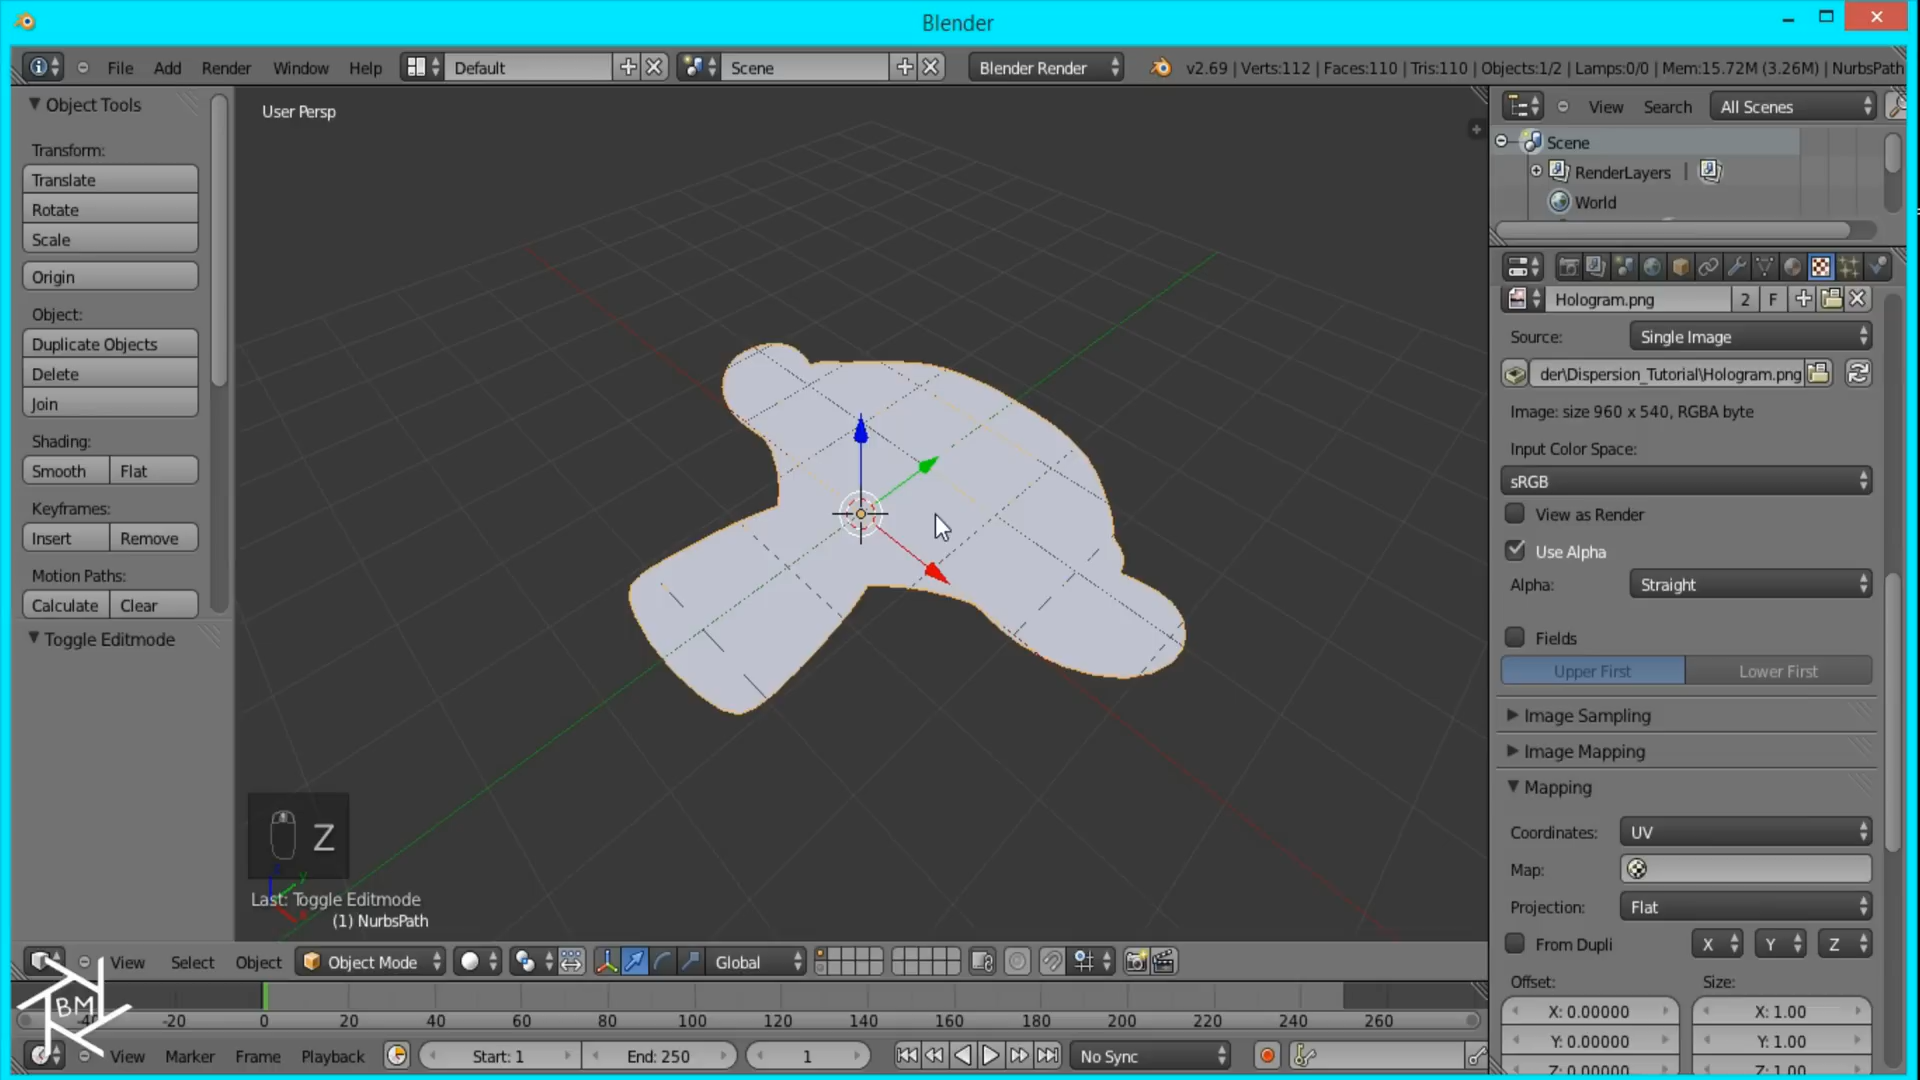 Blender
File Add Render Window Help Default Scene Blender Render v2.69 | Verts:112 | Faces:110 | Tris:110 | Objects:1/2 | Lamps:0/0 | Mem:15.72M (3.26M) | NurbsPath
Object Tools
Transform:
Translate
Rotate
Scale
Origin
Object:
Duplicate Objects
Delete
Join
Shading:
Smooth Flat
Keyframes:
Insert Remove
Motion Paths:
Calculate Clear
Toggle Editmode
User Persp
Z
Last: Toggle Editmode
(1) NurbsPath
View Search All Scenes
Scene
RenderLayers |
World
Hologram.png 2 F
Source: Single Image
der\Dispersion_Tutorial\Hologram.png
Image: size 960 x 540, RGBA byte
Input Color Space:
sRGB
View as Render
Use Alpha
Alpha: Straight
Fields
Upper First Lower First
Image Sampling
Image Mapping
Mapping
Coordinates: UV
Map:
Projection: Flat
From Dupli X Y Z
Offset: Size:
X: 0.00000 X: 1.00
Y: 0.00000 Y: 1.00
Z: 0.00000 Z: 1.00
View Select Object Object Mode Global
BM
-40 -20 0 20 40 60 80 100 120 140 160 180 200 220 240 260
View Marker Frame Playback Start: 1 End: 250 1 No Sync